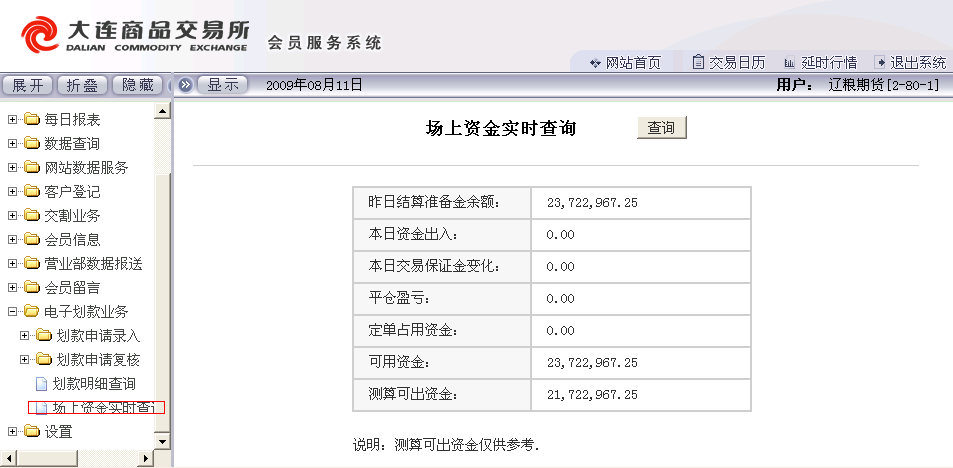 大连商品交易所
DALIAN COMMODITY EXCHANGE
会员服务系统
网站首页 交易日历 延时行情 退出系统
展开 折叠 隐藏 显示 2009年08月11日 用户： 辽粮期货[2-80-1]
每日报表
数据查询
网站数据服务
客户登记
交割业务
会员信息
营业部数据报送
会员留言
电子划款业务
划款申请录入
划款申请复核
划款明细查询
场上资金实时查询
设置
场上资金实时查询 查询
昨日结算准备金余额： 23,722,967.25
本日资金出入： 0.00
本日交易保证金变化： 0.00
平仓盈亏： 0.00
定单占用资金： 0.00
可用资金： 23,722,967.25
测算可出资金： 21,722,967.25
说明：测算可出资金仅供参考.